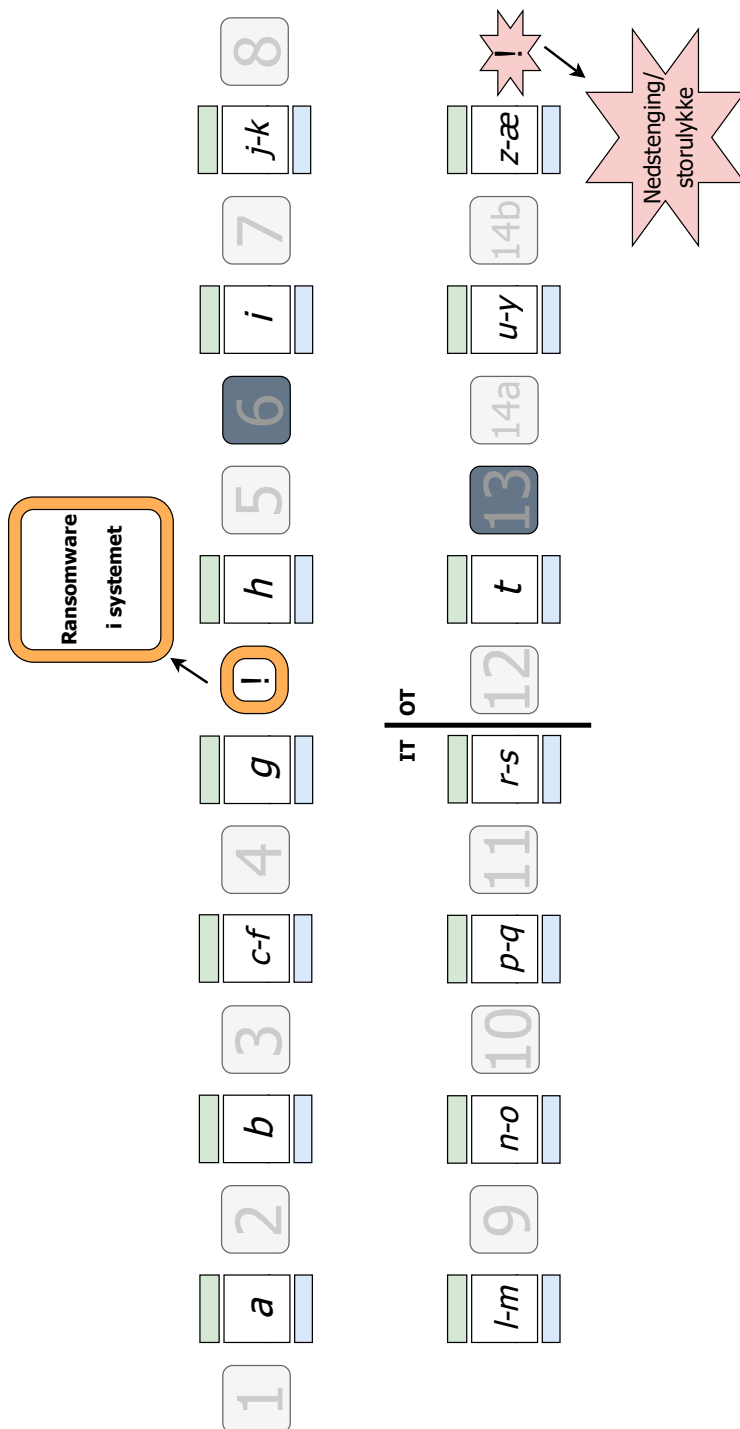 Ransomware
i systemet
1
a
2
b
3
c-f
4
g
!
h
5
6
i
7
j-k
8
IT
OT
l-m
9
n-o
10
p-q
11
r-s
12
t
13
14a
u-y
14b
z-æ
!
Nedstenging/
storulykke